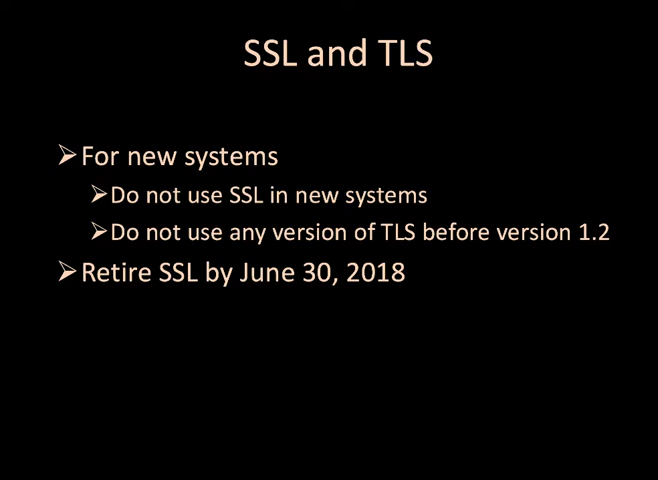 SSL and TLS
➢For new systems
➢Do not use SSL in new systems
➢Do not use any version of TLS before version 1.2
➢Retire SSL by June 30, 2018